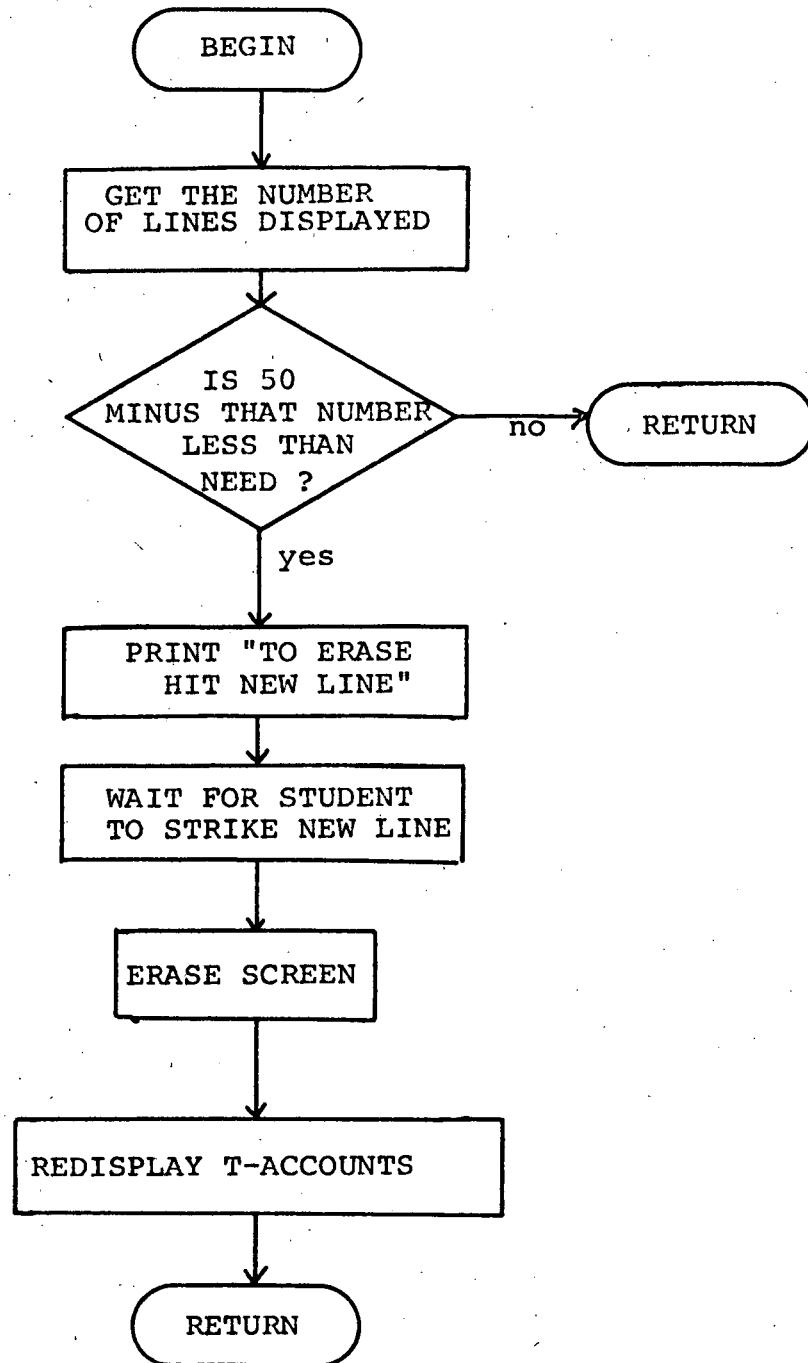 BEGIN
GET THE NUMBER
OF LINES DISPLAYED
IS 50
MINUS THAT NUMBER
LESS THAN
NEED ?
no
RETURN
yes
PRINT "TO ERASE
HIT NEW LINE"
WAIT FOR STUDENT
TO STRIKE NEW LINE
ERASE SCREEN
REDISPLAY T-ACCOUNTS
RETURN